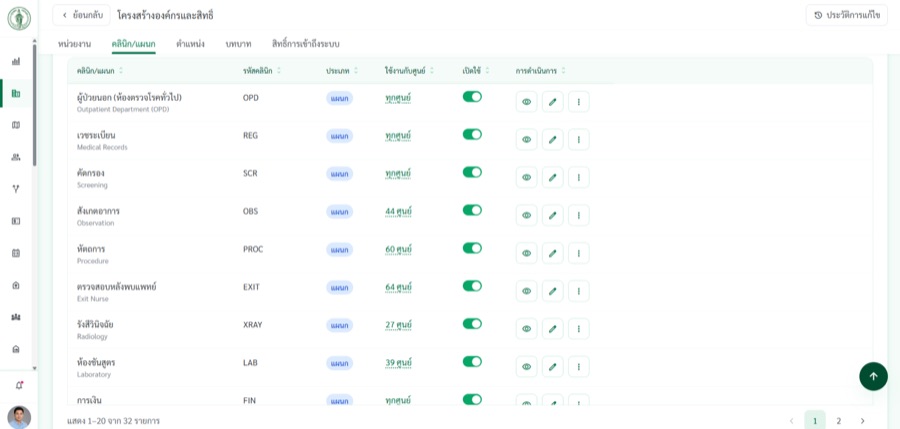 ย้อนกลับ
โครงสร้างองค์กรและสิทธิ์
ประวัติการแก้ไข
หน่วยงาน คลินิก/แผนก ตำแหน่ง บทบาท สิทธิ์การเข้าถึงระบบ
คลินิก/แผนก รหัสคลินิก ประเภท ใช้งานกับศูนย์ เปิดใช้ การดำเนินการ
ผู้ป่วยนอก (ห้องตรวจโรคทั่วไป) OPD แผนก ทุกศูนย์
Outpatient Department (OPD)
เวชระเบียน REG แผนก ทุกศูนย์
Medical Records
คัดกรอง SCR แผนก ทุกศูนย์
Screening
สังเกตอาการ OBS แผนก 44 ศูนย์
Observation
หัตถการ PROC แผนก 60 ศูนย์
Procedure
ตรวจสอบหลังพบแพทย์ EXIT แผนก 64 ศูนย์
Exit Nurse
รังสีวินิจฉัย XRAY แผนก 27 ศูนย์
Radiology
ห้องชันสูตร LAB แผนก 39 ศูนย์
Laboratory
การเงิน FIN แผนก ทุกศูนย์
แสดง 1–20 จาก 32 รายการ
1 2